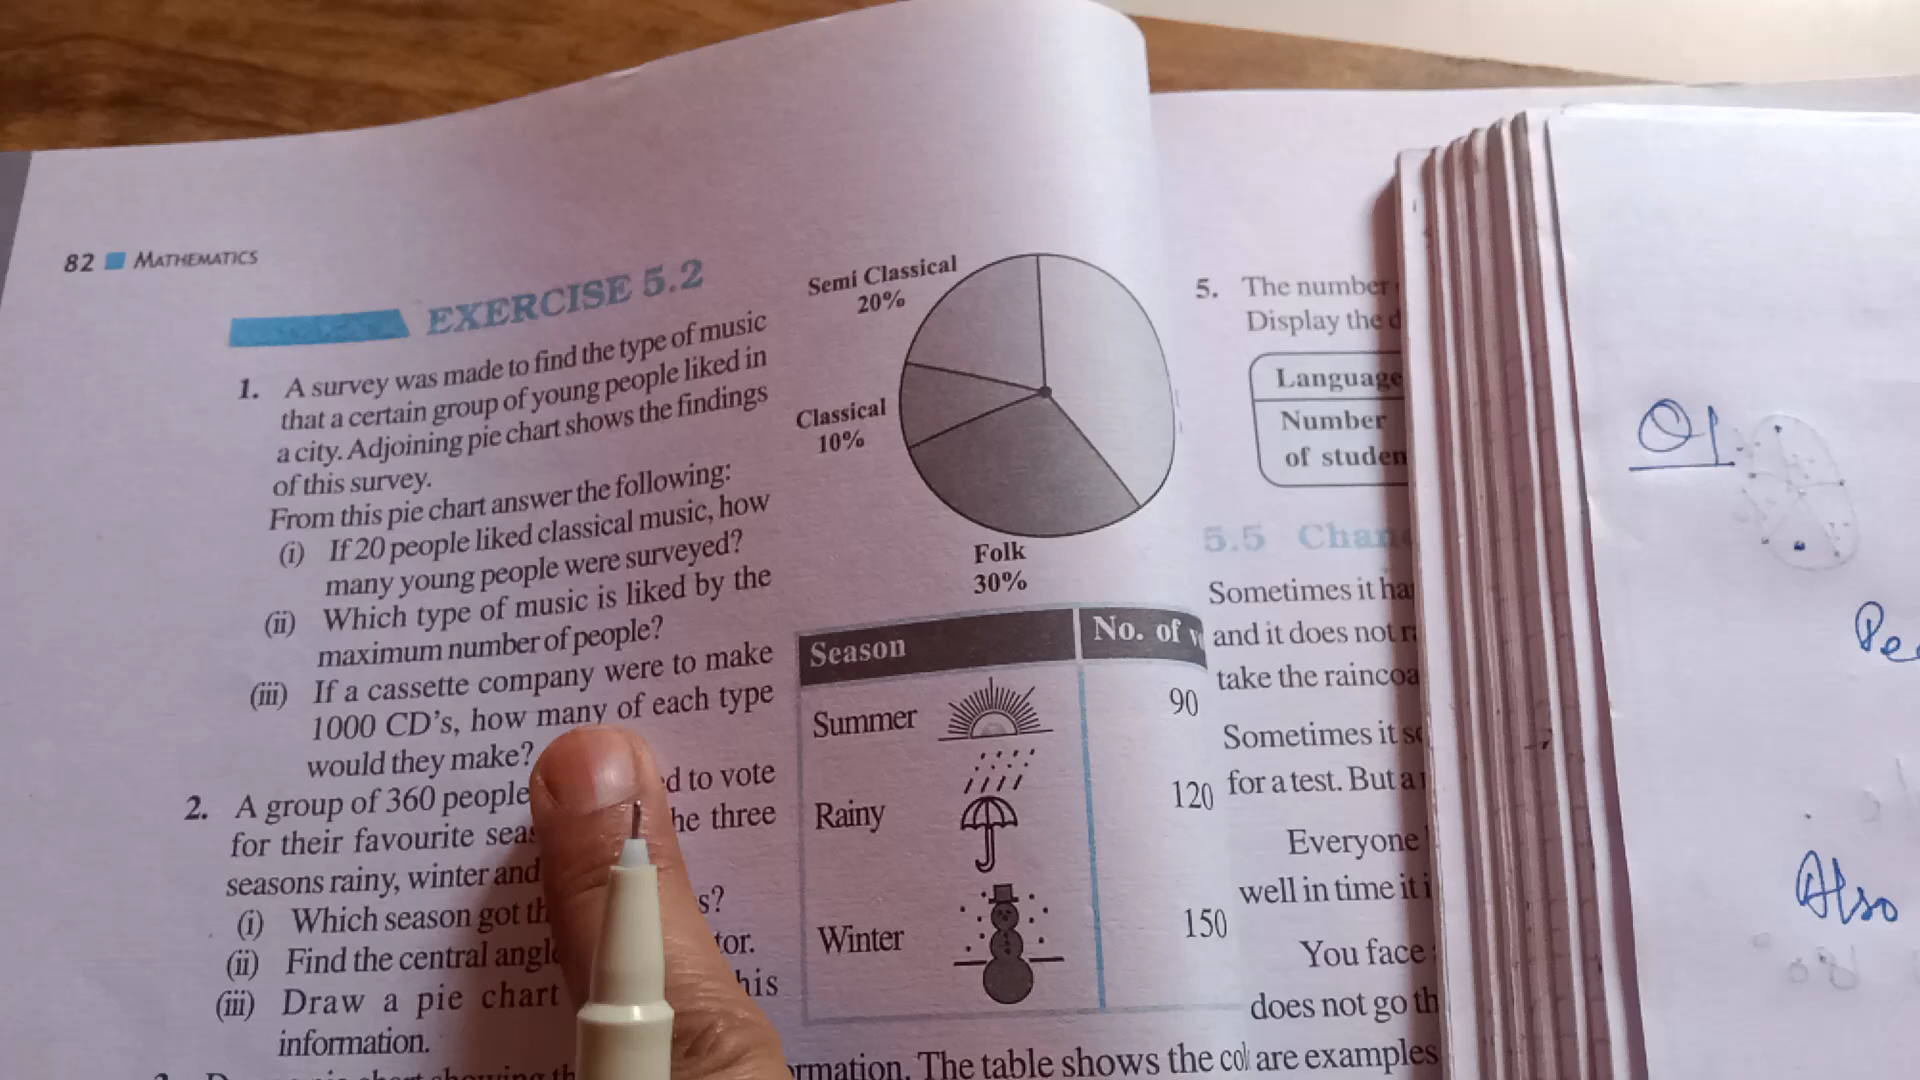 82 MATHEMATICS
EXERCISE 5.2
1. A survey was made to find the type of music
that a certain group of young people liked in
a city. Adjoining pie chart shows the findings
of this survey.
From this pie chart answer the following:
(i) If 20 people liked classical music, how
many young people were surveyed?
(ii) Which type of music is liked by the
maximum number of people?
(iii) If a cassette company were to make
1000 CD's, how many of each type
would they make?
Semi Classical
20%
Classical
10%
Folk
30%
2. A group of 360 people d to vote
for their favourite he three
seasons rainy, winter and
(i) Which season got s?
(ii) Find the central tor.
(iii) Draw a pie chart his
information.
Season No. of
Summer 90
Rainy 120
Winter 150
rmation. The table shows the
5. The number
Display the
Language
Number
of studen
5.5
Sometimes it
and it does not
take the
Sometimes it
for a test. But a
Everyone
well in time it i
You face
does not go th
are examples
Q1
Also